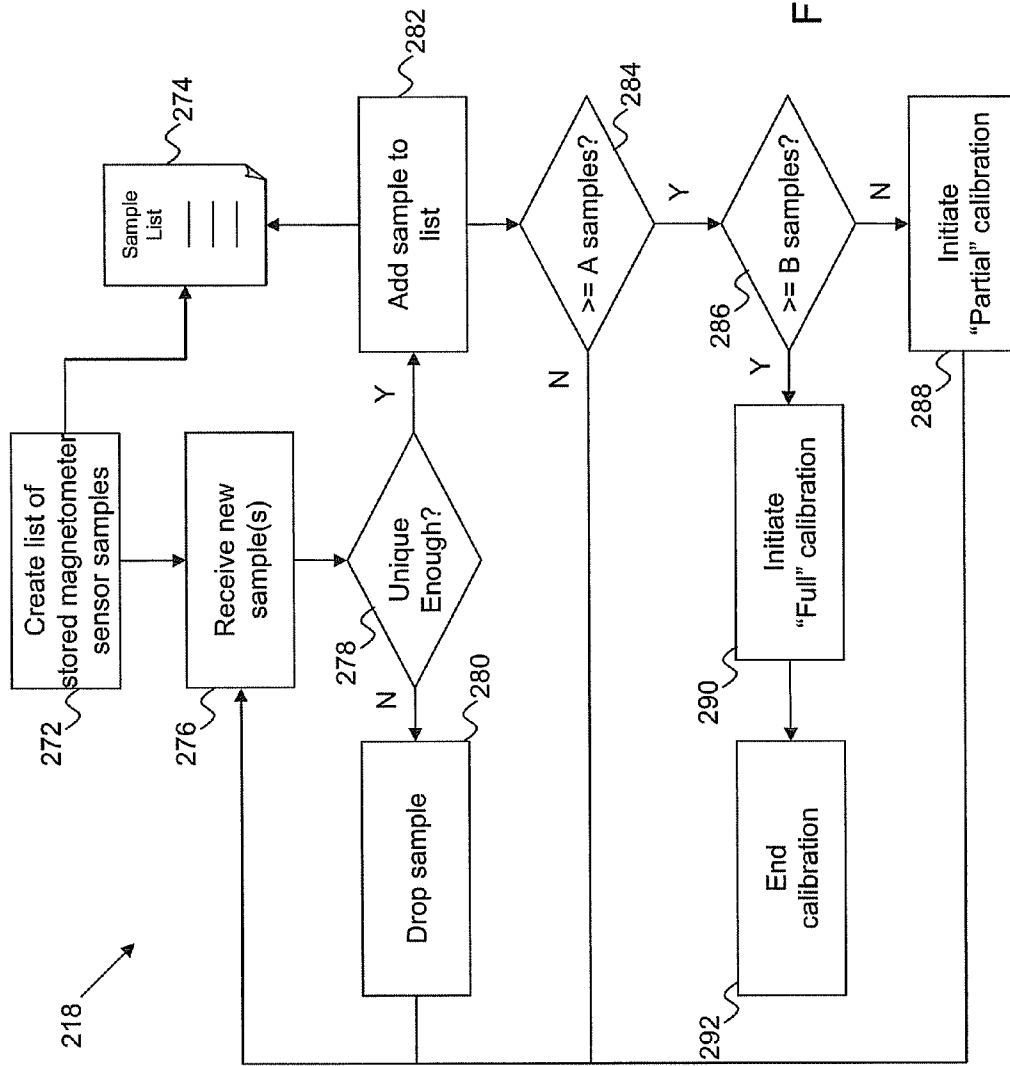 218
272
Create list of
stored magnetometer
sensor samples
274
Sample
List
276
Receive new
sample(s)
278
Unique
Enough?
N
Y
280
Drop sample
282
Add sample to
list
284
>= A samples?
N
Y
286
>= B samples?
Y
N
290
Initiate
"Full" calibration
288
Initiate
"Partial" calibration
292
End
calibration
F